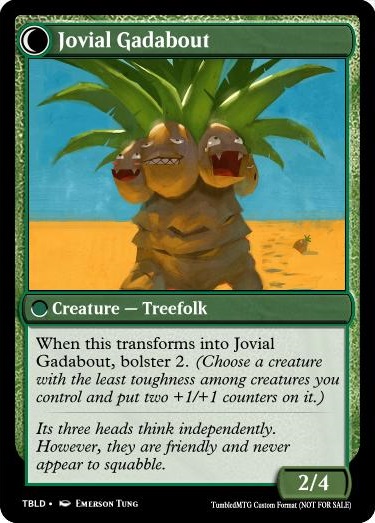 Jovial Gadabout
Creature — Treefolk
When this transforms into Jovial
Gadabout, bolster 2. (Choose a creature
with the least toughness among creatures you
control and put two +1/+1 counters on it.)
Its three heads think independently.
However, they are friendly and never
appear to squabble.
2/4
TBLD • Emerson Tung
TumbledMTG Custom Format (NOT FOR SALE)